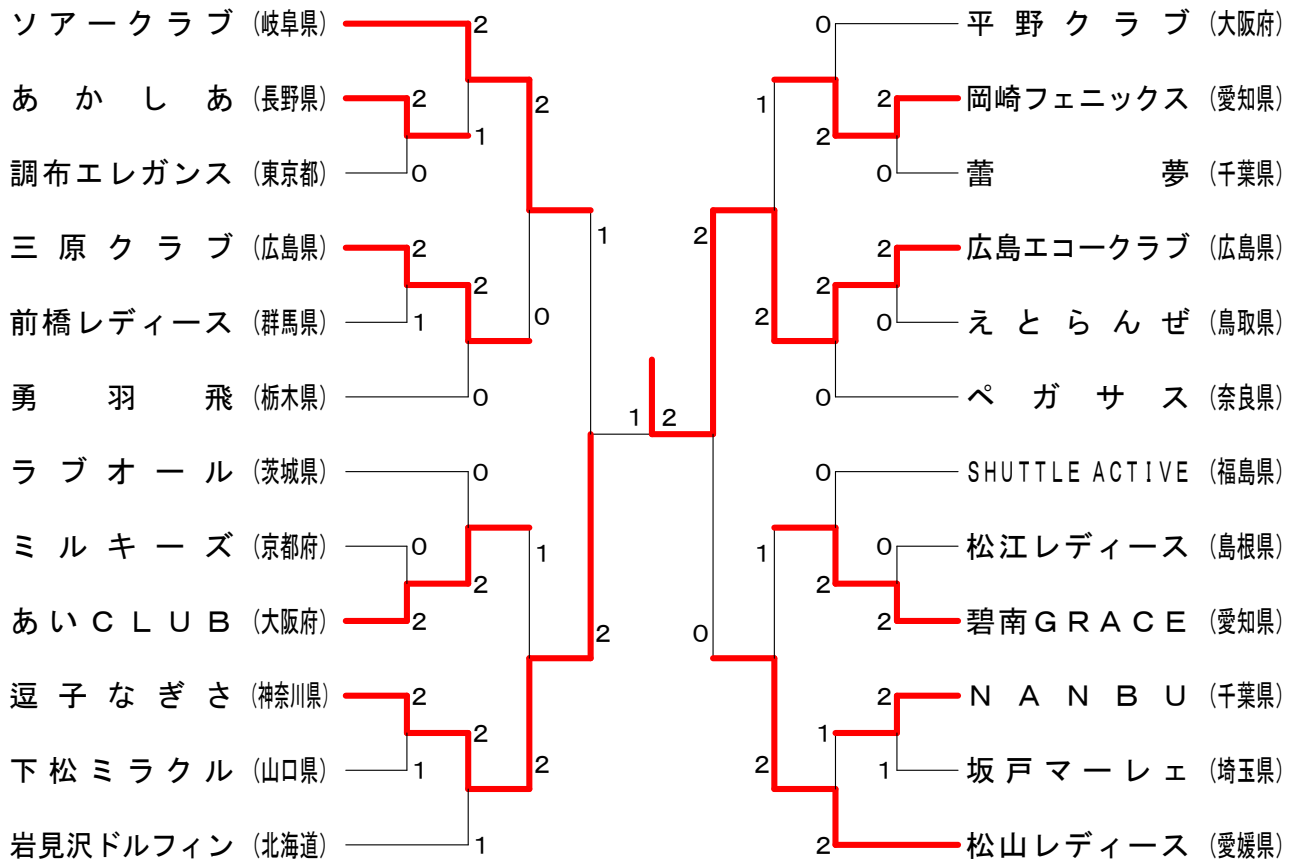 ソアークラブ (岐阜県) 2
0 平野クラブ (大阪府)
あかしあ (長野県) 2
2
1
2 岡崎フェニックス (愛知県)
1
2
調布エレガンス (東京都) 0
0 蕾夢 (千葉県)
三原クラブ (広島県) 2
1
2
2 広島エコークラブ (広島県)
2
2
前橋レディース (群馬県) 1
0
2
0 えとらんぜ (鳥取県)
勇羽飛 (栃木県) 0
0 ペガサス (奈良県)
1 2
ラブオール (茨城県) 0
0 SHUTTLE ACTIVE (福島県)
ミルキーズ (京都府) 0
1
1
0 松江レディース (島根県)
2
2
あいCLUB (大阪府) 2
2
0
2 碧南GRACE (愛知県)
逗子なぎさ (神奈川県) 2
2 NANBU (千葉県)
2
1
下松ミラクル (山口県) 1
2
2
1 坂戸マーレェ (埼玉県)
岩見沢ドルフィン (北海道) 1
2 松山レディース (愛媛県)